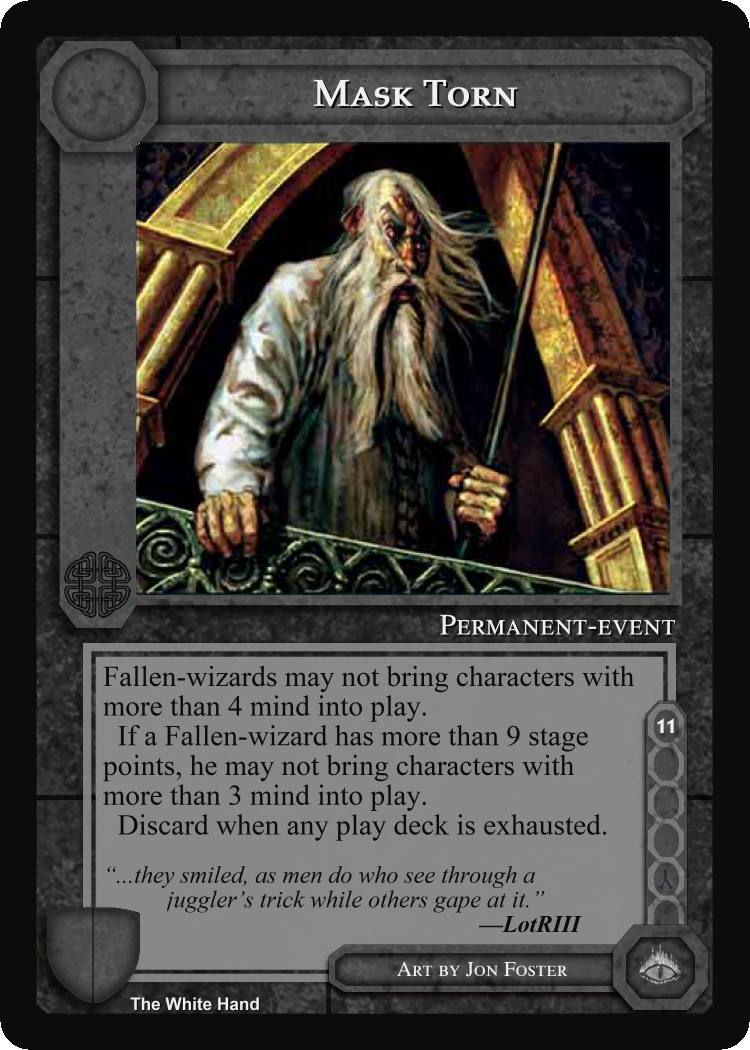 Mask Torn
Permanent-event
Fallen-wizards may not bring characters with
more than 4 mind into play.
If a Fallen-wizard has more than 9 stage
points, he may not bring characters with
more than 3 mind into play.
Discard when any play deck is exhausted.
11
“...they smiled, as men do who see through a
juggler’s trick while others gape at it.”
—LotRIII
Art by Jon Foster
The White Hand